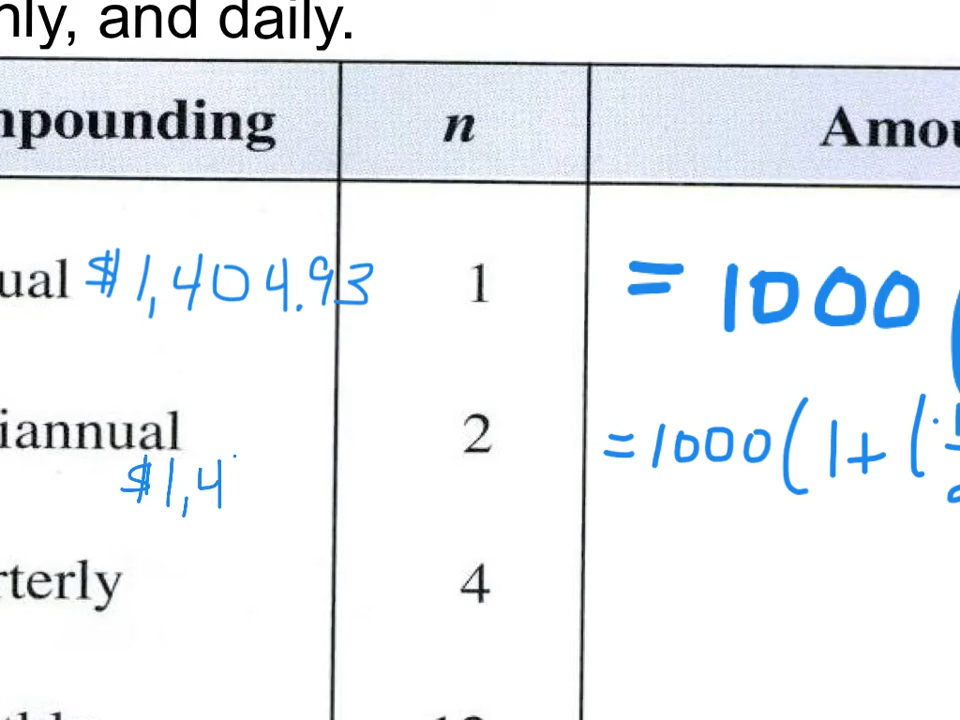 nly, and daily.
npounding n Amou
ual $1,404.93 1 = 1000 (
iannual 2 = 1000 ( 1 + ( .1
$1,4
rterly 4